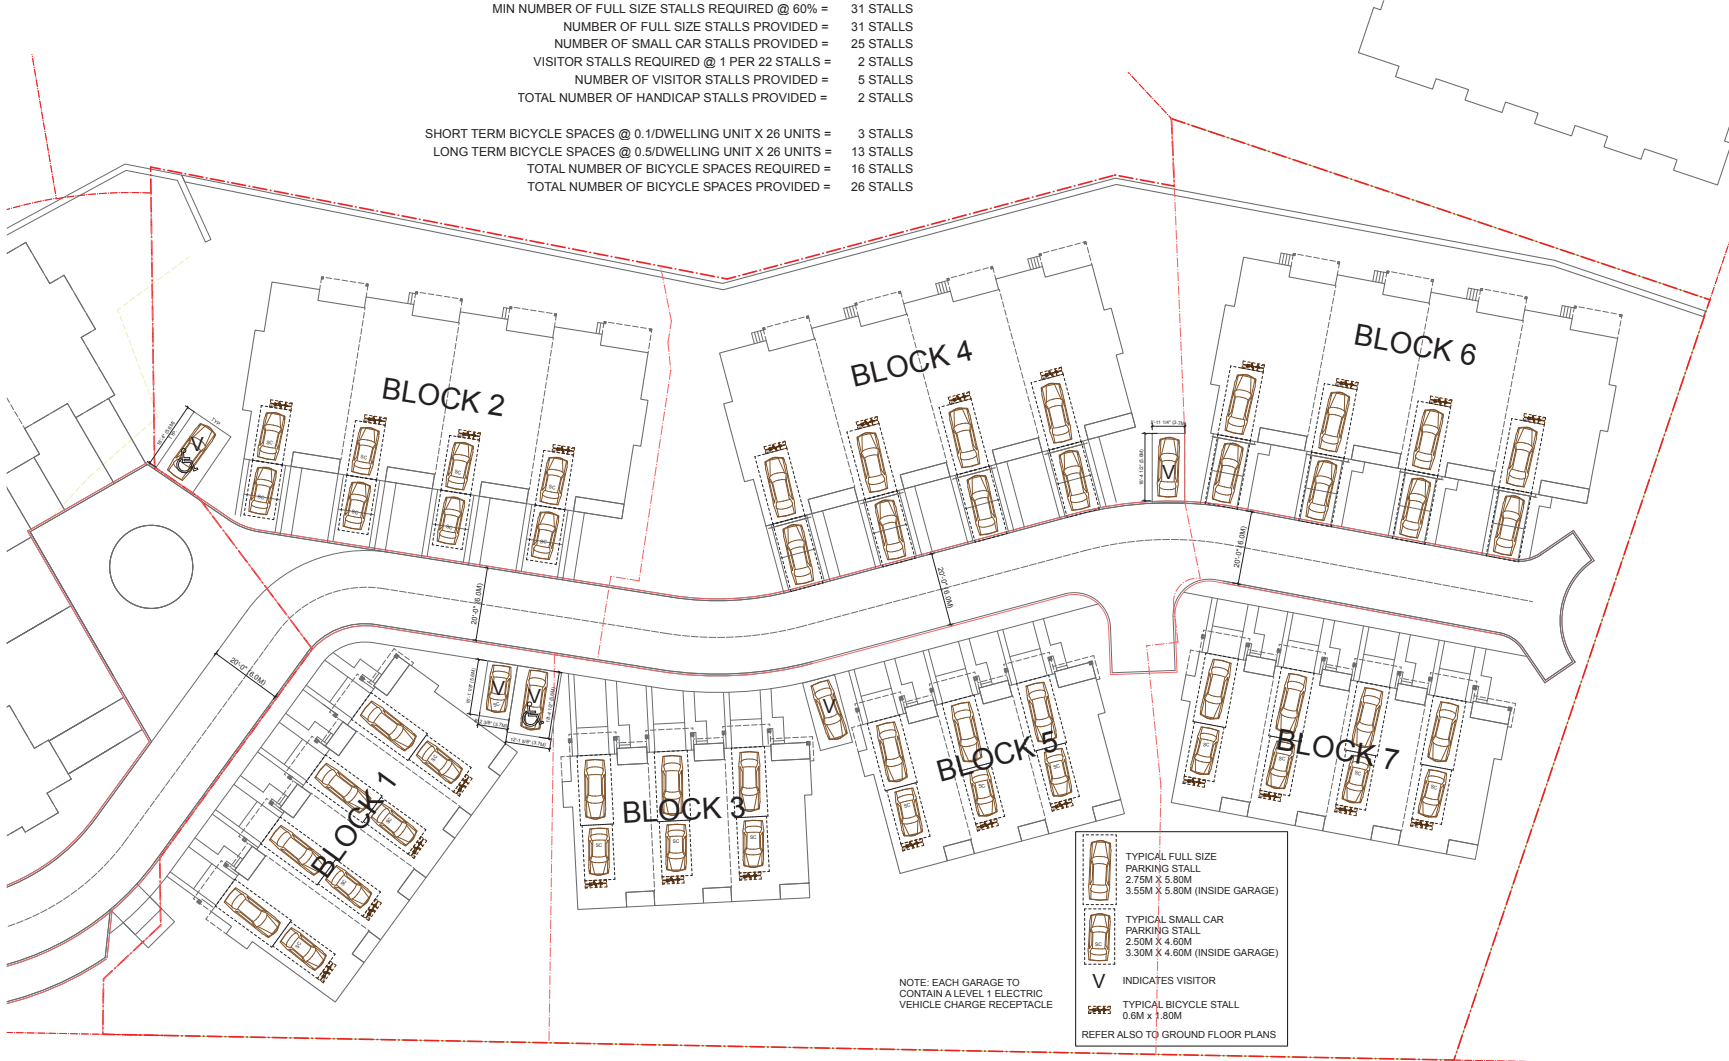 MIN NUMBER OF FULL SIZE STALLS REQUIRED @ 60% = 31 STALLS
NUMBER OF FULL SIZE STALLS PROVIDED = 31 STALLS
NUMBER OF SMALL CAR STALLS PROVIDED = 25 STALLS
VISITOR STALLS REQUIRED @ 1 PER 22 STALLS = 2 STALLS
NUMBER OF VISITOR STALLS PROVIDED = 5 STALLS
TOTAL NUMBER OF HANDICAP STALLS PROVIDED = 2 STALLS
SHORT TERM BICYCLE SPACES @ 0.1/DWELLING UNIT X 26 UNITS = 3 STALLS
LONG TERM BICYCLE SPACES @ 0.5/DWELLING UNIT X 26 UNITS = 13 STALLS
TOTAL NUMBER OF BICYCLE SPACES REQUIRED = 16 STALLS
TOTAL NUMBER OF BICYCLE SPACES PROVIDED = 26 STALLS
BLOCK 2
BLOCK 4
BLOCK 6
V
V
20'-0" (6.0M)
20'-0" (6.0M)
20'-0" (6.0M)
20'-0" (6.0M)
V
V
V
BLOCK 1
BLOCK 3
BLOCK 5
BLOCK 7
TYPICAL FULL SIZE
PARKING STALL
2.75M X 5.80M
3.55M X 5.80M (INSIDE GARAGE)
TYPICAL SMALL CAR
PARKING STALL
2.50M X 4.60M
3.30M X 4.60M (INSIDE GARAGE)
SC
V INDICATES VISITOR
TYPICAL BICYCLE STALL
0.6M x 1.80M
REFER ALSO TO GROUND FLOOR PLANS
NOTE: EACH GARAGE TO
CONTAIN A LEVEL 1 ELECTRIC
VEHICLE CHARGE RECEPTACLE